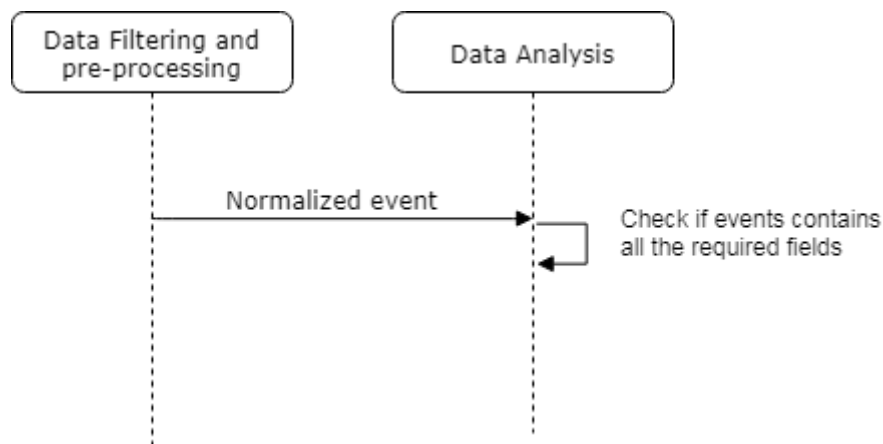 Data Filtering and
pre-processing
Data Analysis
Normalized event
Check if events contains
all the required fields